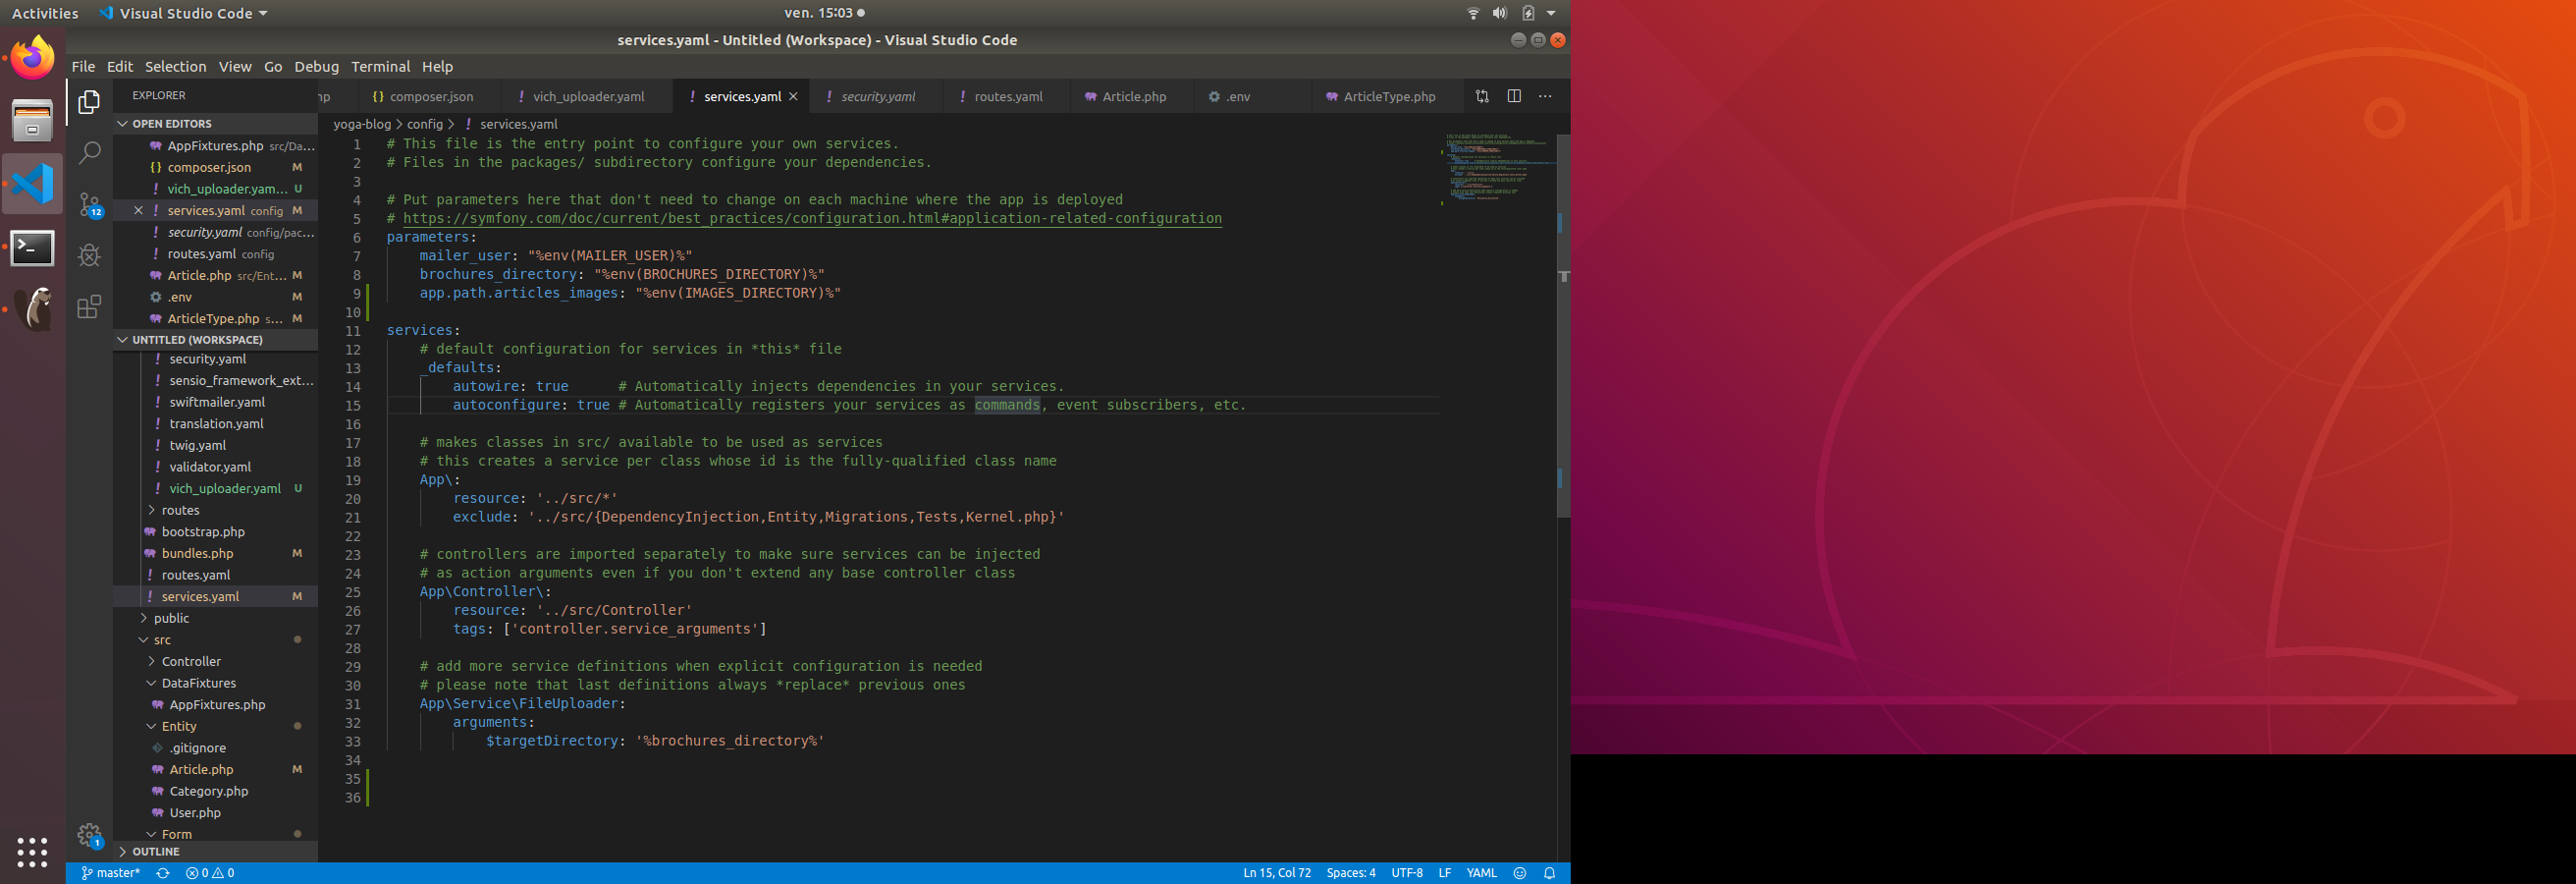 Activities Visual Studio Code ven. 15:03
services.yaml - Untitled (Workspace) - Visual Studio Code
File Edit Selection View Go Debug Terminal Help
EXPLORER
OPEN EDITORS
AppFixtures.php src/Da...
composer.json M
vich_uploader.yam... U
services.yaml config M
security.yaml config/pac...
routes.yaml config
Article.php src/Ent... M
.env M
ArticleType.php s... M
UNTITLED (WORKSPACE)
security.yaml
sensio_framework_ext...
swiftmailer.yaml
translation.yaml
twig.yaml
validator.yaml
vich_uploader.yaml U
routes
bootstrap.php
bundles.php M
routes.yaml
services.yaml M
public
src
Controller
DataFixtures
AppFixtures.php
Entity
.gitignore
Article.php M
Category.php
User.php
Form
OUTLINE
12
1
hp {} composer.json ! vich_uploader.yaml ! services.yaml ! security.yaml ! routes.yaml Article.php .env ArticleType.php
yoga-blog > config > ! services.yaml
1 # This file is the entry point to configure your own services.
2 # Files in the packages/ subdirectory configure your dependencies.
3
4 # Put parameters here that don't need to change on each machine where the app is deployed
5 # https://symfony.com/doc/current/best_practices/configuration.html#application-related-configuration
6 parameters:
7 mailer_user: "%env(MAILER_USER)%"
8 brochures_directory: "%env(BROCHURES_DIRECTORY)%"
9 app.path.articles_images: "%env(IMAGES_DIRECTORY)%"
10
11 services:
12 # default configuration for services in *this* file
13 _defaults:
14 autowire: true # Automatically injects dependencies in your services.
15 autoconfigure: true # Automatically registers your services as commands, event subscribers, etc.
16
17 # makes classes in src/ available to be used as services
18 # this creates a service per class whose id is the fully-qualified class name
19 App\:
20 resource: '../src/*'
21 exclude: '../src/{DependencyInjection,Entity,Migrations,Tests,Kernel.php}'
22
23 # controllers are imported separately to make sure services can be injected
24 # as action arguments even if you don't extend any base controller class
25 App\Controller\:
26 resource: '../src/Controller'
27 tags: ['controller.service_arguments']
28
29 # add more service definitions when explicit configuration is needed
30 # please note that last definitions always *replace* previous ones
31 App\Service\FileUploader:
32 arguments:
33 $targetDirectory: '%brochures_directory%'
34
35
36
master* 0 0 Ln 15, Col 72 Spaces: 4 UTF-8 LF YAML